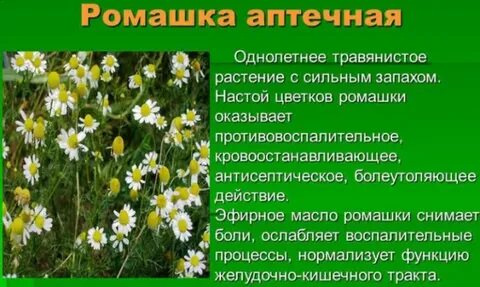 Ромашка аптечная
Однолетнее травянистое
растение с сильным запахом.
Настой цветков ромашки
оказывает
противовоспалительное,
кровоостанавливающее,
антисептическое, болеутоляющее
действие.
Эфирное масло ромашки снимает
боли, ослабляет воспалительные
процессы, нормализует функцию
желудочно-кишечного тракта.